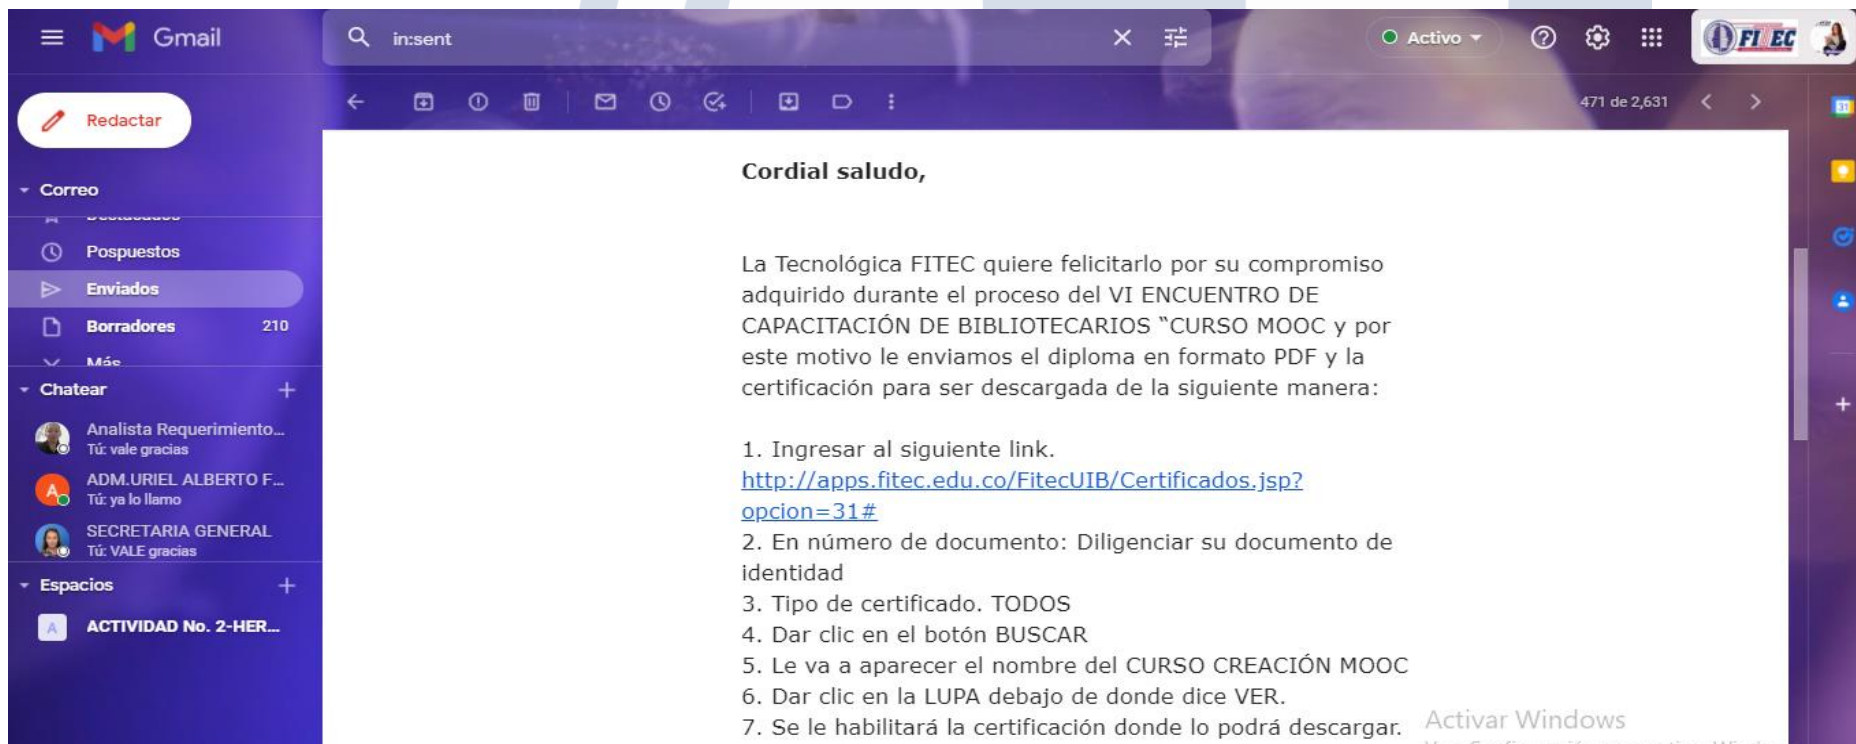 Gmail
in:sent
Activo
FITEC
Redactar
471 de 2,631
Correo
Destacados
Pospuestos
Enviados
Borradores 210
Más
Chatear
Analista Requerimiento...
Tú: vale gracias
A
ADM.URIEL ALBERTO F...
Tú: ya lo llamo
SECRETARIA GENERAL
Tú: VALE gracias
Espacios
A
ACTIVIDAD No. 2-HER...
Cordial saludo,
La Tecnológica FITEC quiere felicitarlo por su compromiso
adquirido durante el proceso del VI ENCUENTRO DE
CAPACITACIÓN DE BIBLIOTECARIOS “CURSO MOOC y por
este motivo le enviamos el diploma en formato PDF y la
certificación para ser descargada de la siguiente manera:
1. Ingresar al siguiente link.
http://apps.fitec.edu.co/FitecUIB/Certificados.jsp?
opcion=31#
2. En número de documento: Diligenciar su documento de
identidad
3. Tipo de certificado. TODOS
4. Dar clic en el botón BUSCAR
5. Le va a aparecer el nombre del CURSO CREACIÓN MOOC
6. Dar clic en la LUPA debajo de donde dice VER.
7. Se le habilitará la certificación donde lo podrá descargar.
Activar Windows
31